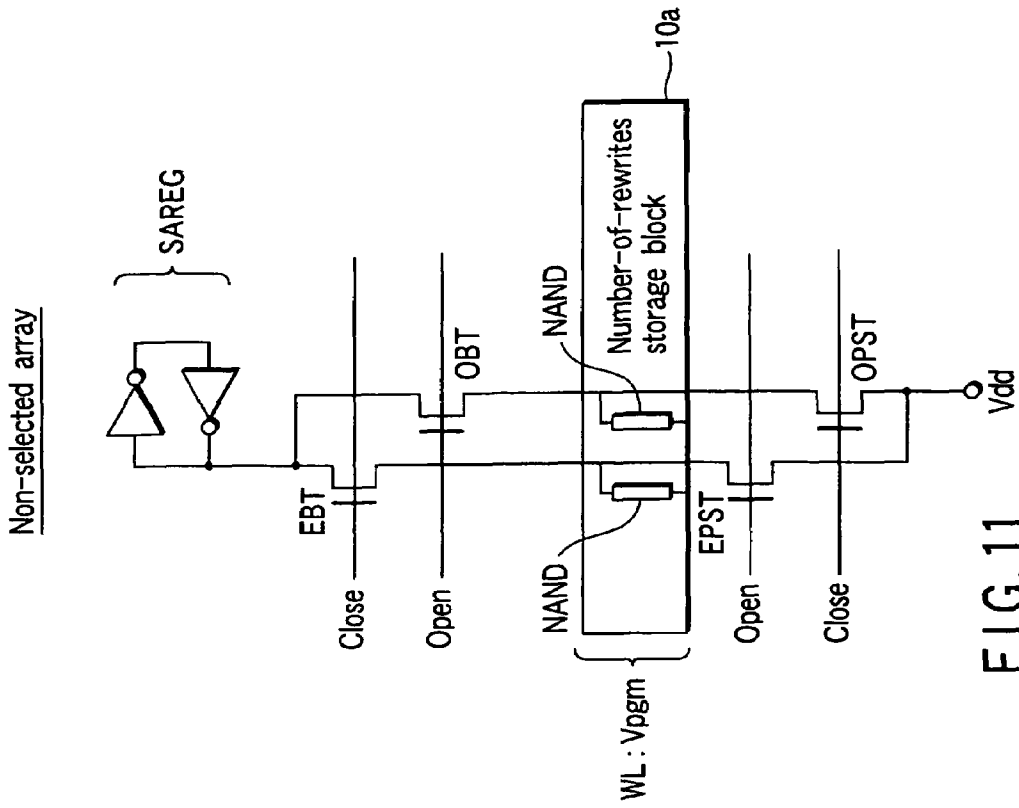 Non-selected array
SAREG
EBT
Close
OBT
Open
NAND
NAND
Number-of-rewrites
storage block
10a
WL : Vpgm
EPST
Open
OPST
Close
Vdd
FIG. 11